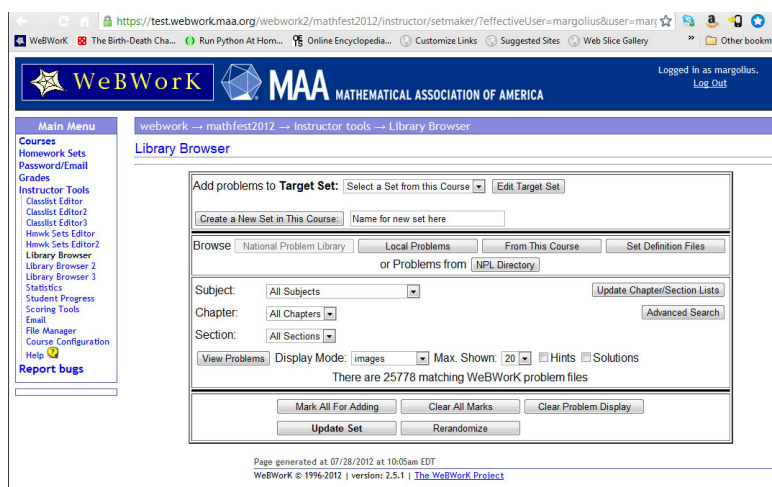 https://test.webwork.maa.org/webwork2/mathfest2012/instructor/setmaker/?effectiveUser=margolius&user=marg
WeBWorK The Birth-Death Cha... Run Python At Hom... Online Encyclopedia... Customize Links Suggested Sites Web Slice Gallery » Other bookm
Logged in as margolius.
Log Out
WeBWorK MAA MATHEMATICAL ASSOCIATION OF AMERICA
Main Menu
Courses
Homework Sets
Password/Email
Grades
Instructor Tools
Classlist Editor
Classlist Editor2
Classlist Editor3
Hmwk Sets Editor
Hmwk Sets Editor2
Library Browser
Library Browser 2
Library Browser 3
Statistics
Student Progress
Scoring Tools
Email
File Manager
Course Configuration
Help ?
Report bugs
webwork → mathfest2012 → Instructor tools → Library Browser
Library Browser
Add problems to Target Set: Select a Set from this Course Edit Target Set
Create a New Set in This Course: Name for new set here
Browse National Problem Library Local Problems From This Course Set Definition Files
or Problems from NPL Directory
Subject: All Subjects Update Chapter/Section Lists
Chapter: All Chapters Advanced Search
Section: All Sections
View Problems Display Mode: images Max. Shown: 20 Hints Solutions
There are 25778 matching WeBWorK problem files
Mark All For Adding Clear All Marks Clear Problem Display
Update Set Rerandomize
Page generated at 07/28/2012 at 10:05am EDT
WeBWorK © 1996-2012 | version: 2.5.1 | The WeBWorK Project